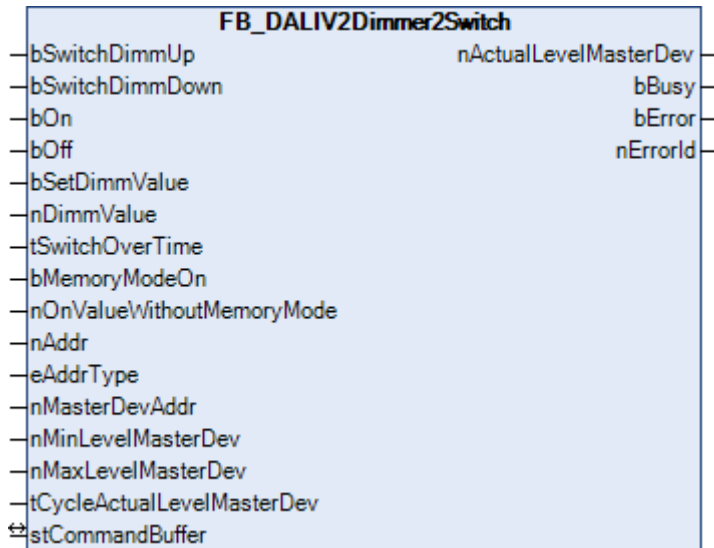 FB_DALIV2Dimmer2Switch
bSwitchDimmUp nActualLevelMasterDev
bSwitchDimmDown bBusy
bOn bError
bOff nErrorId
bSetDimmValue
nDimmValue
tSwitchOverTime
bMemoryModeOn
nOnValueWithoutMemoryMode
nAddr
eAddrType
nMasterDevAddr
nMinLevelMasterDev
nMaxLevelMasterDev
tCycleActualLevelMasterDev
stCommandBuffer